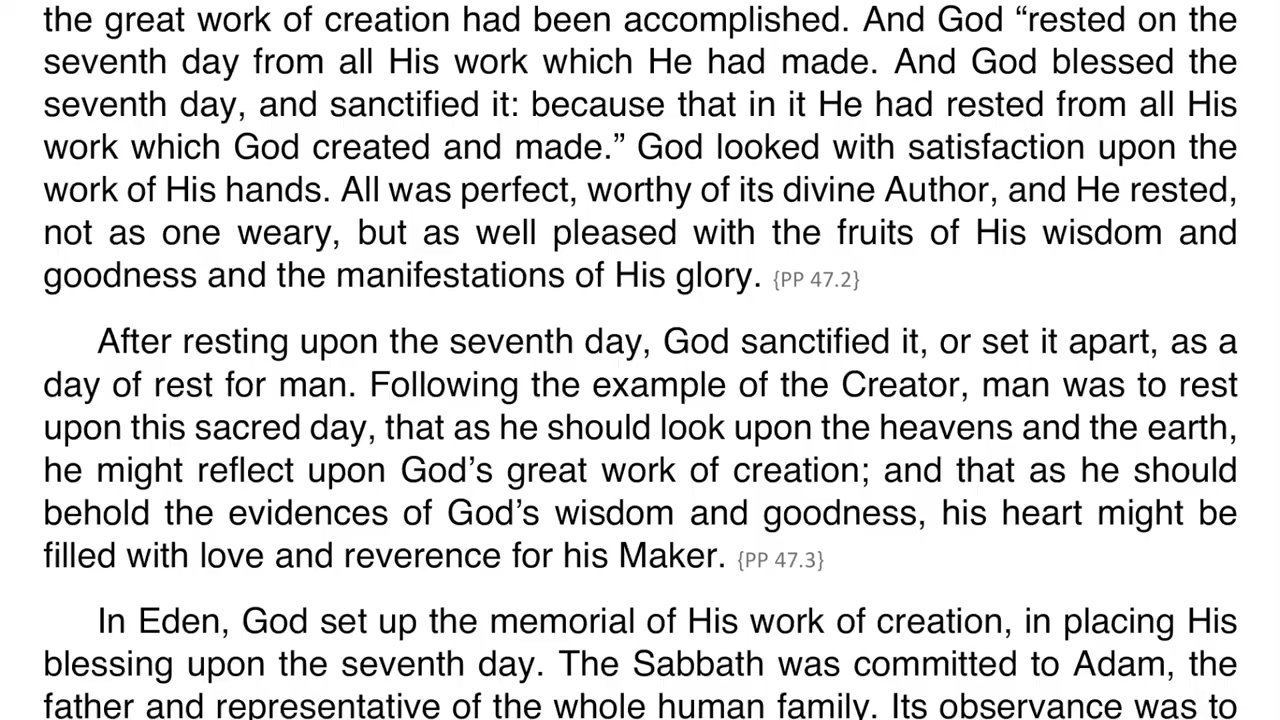 the great work of creation had been accomplished. And God “rested on the
seventh day from all His work which He had made. And God blessed the
seventh day, and sanctified it: because that in it He had rested from all His
work which God created and made.” God looked with satisfaction upon the
work of His hands. All was perfect, worthy of its divine Author, and He rested,
not as one weary, but as well pleased with the fruits of His wisdom and
goodness and the manifestations of His glory. {PP 47.2}
After resting upon the seventh day, God sanctified it, or set it apart, as a
day of rest for man. Following the example of the Creator, man was to rest
upon this sacred day, that as he should look upon the heavens and the earth,
he might reflect upon God’s great work of creation; and that as he should
behold the evidences of God’s wisdom and goodness, his heart might be
filled with love and reverence for his Maker. {PP 47.3}
In Eden, God set up the memorial of His work of creation, in placing His
blessing upon the seventh day. The Sabbath was committed to Adam, the
father and representative of the whole human family. Its observance was to